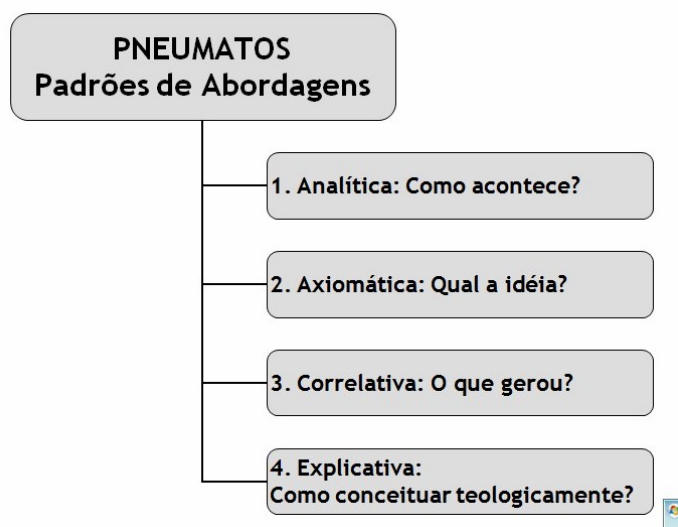 PNEUMATOS
Padrões de Abordagens
1. Analítica: Como acontece?
2. Axiomática: Qual a idéia?
3. Correlativa: O que gerou?
4. Explicativa:
Como conceituar teologicamente?